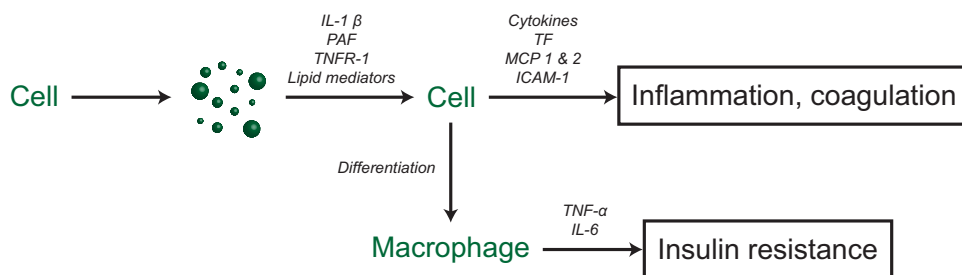 Cell
IL-1 β
PAF
TNFR-1
Lipid mediators
Cell
Cytokines
TF
MCP 1 & 2
ICAM-1
Inflammation, coagulation
Differentiation
Macrophage
TNF-α
IL-6
Insulin resistance